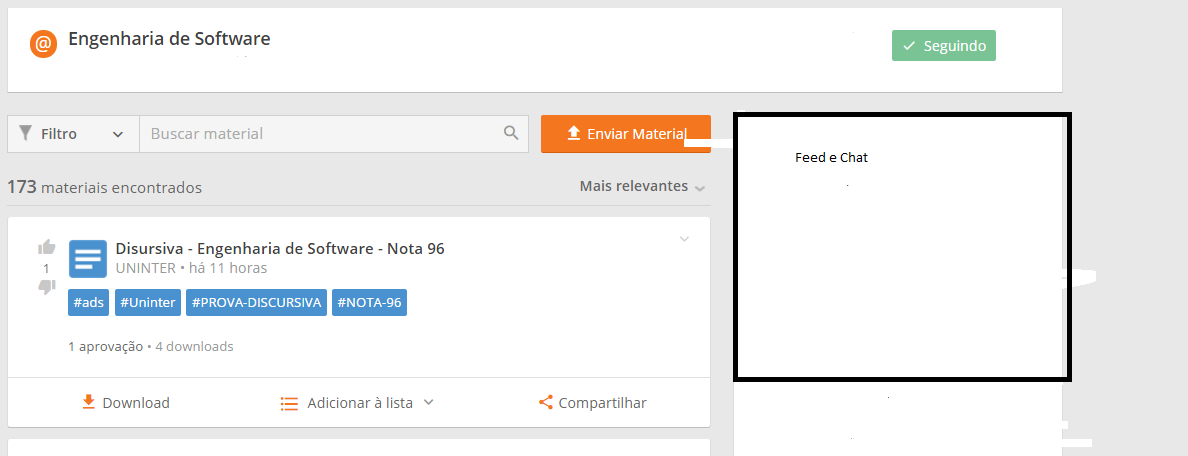 @ Engenharia de Software
Seguindo
Filtro
Buscar material
Enviar Material
Feed e Chat
173 materiais encontrados
Mais relevantes
Disursiva - Engenharia de Software - Nota 96
1
UNINTER • há 11 horas
#ads #Uninter #PROVA-DISCURSIVA #NOTA-96
1 aprovação • 4 downloads
Download
Adicionar à lista
Compartilhar